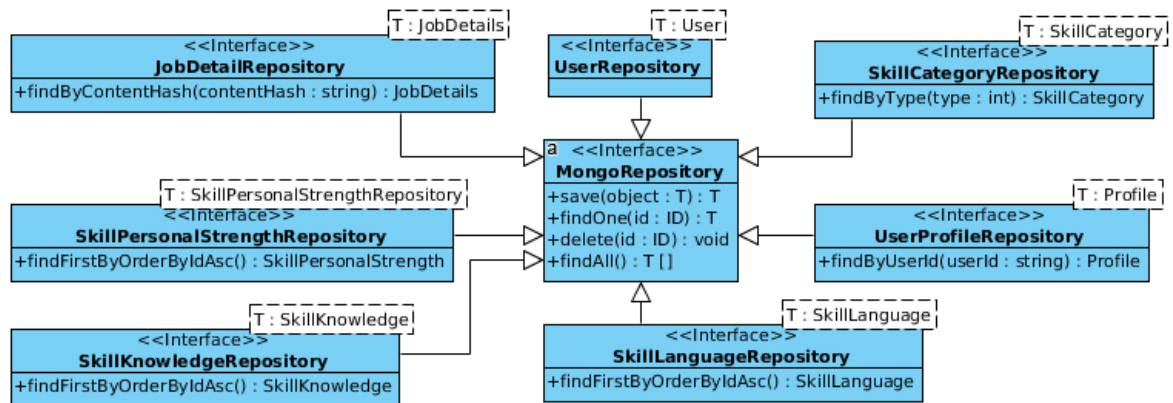 T : JobDetails
<<Interface>>
JobDetailRepository
+findByContentHash(contentHash : string) : JobDetails
T : User
<<Interface>>
UserRepository
T : SkillCategory
<<Interface>>
SkillCategoryRepository
+findByType(type : int) : SkillCategory
a
<<Interface>>
MongoRepository
+save(object : T) : T
+findOne(id : ID) : T
+delete(id : ID) : void
+findAll() : T []
T : SkillPersonalStrengthRepository
<<Interface>>
SkillPersonalStrengthRepository
+findFirstByOrderByIdAsc() : SkillPersonalStrength
T : Profile
<<Interface>>
UserProfileRepository
+findByUserId(userId : string) : Profile
T : SkillKnowledge
<<Interface>>
SkillKnowledgeRepository
+findFirstByOrderByIdAsc() : SkillKnowledge
T : SkillLanguage
<<Interface>>
SkillLanguageRepository
+findFirstByOrderByIdAsc() : SkillLanguage